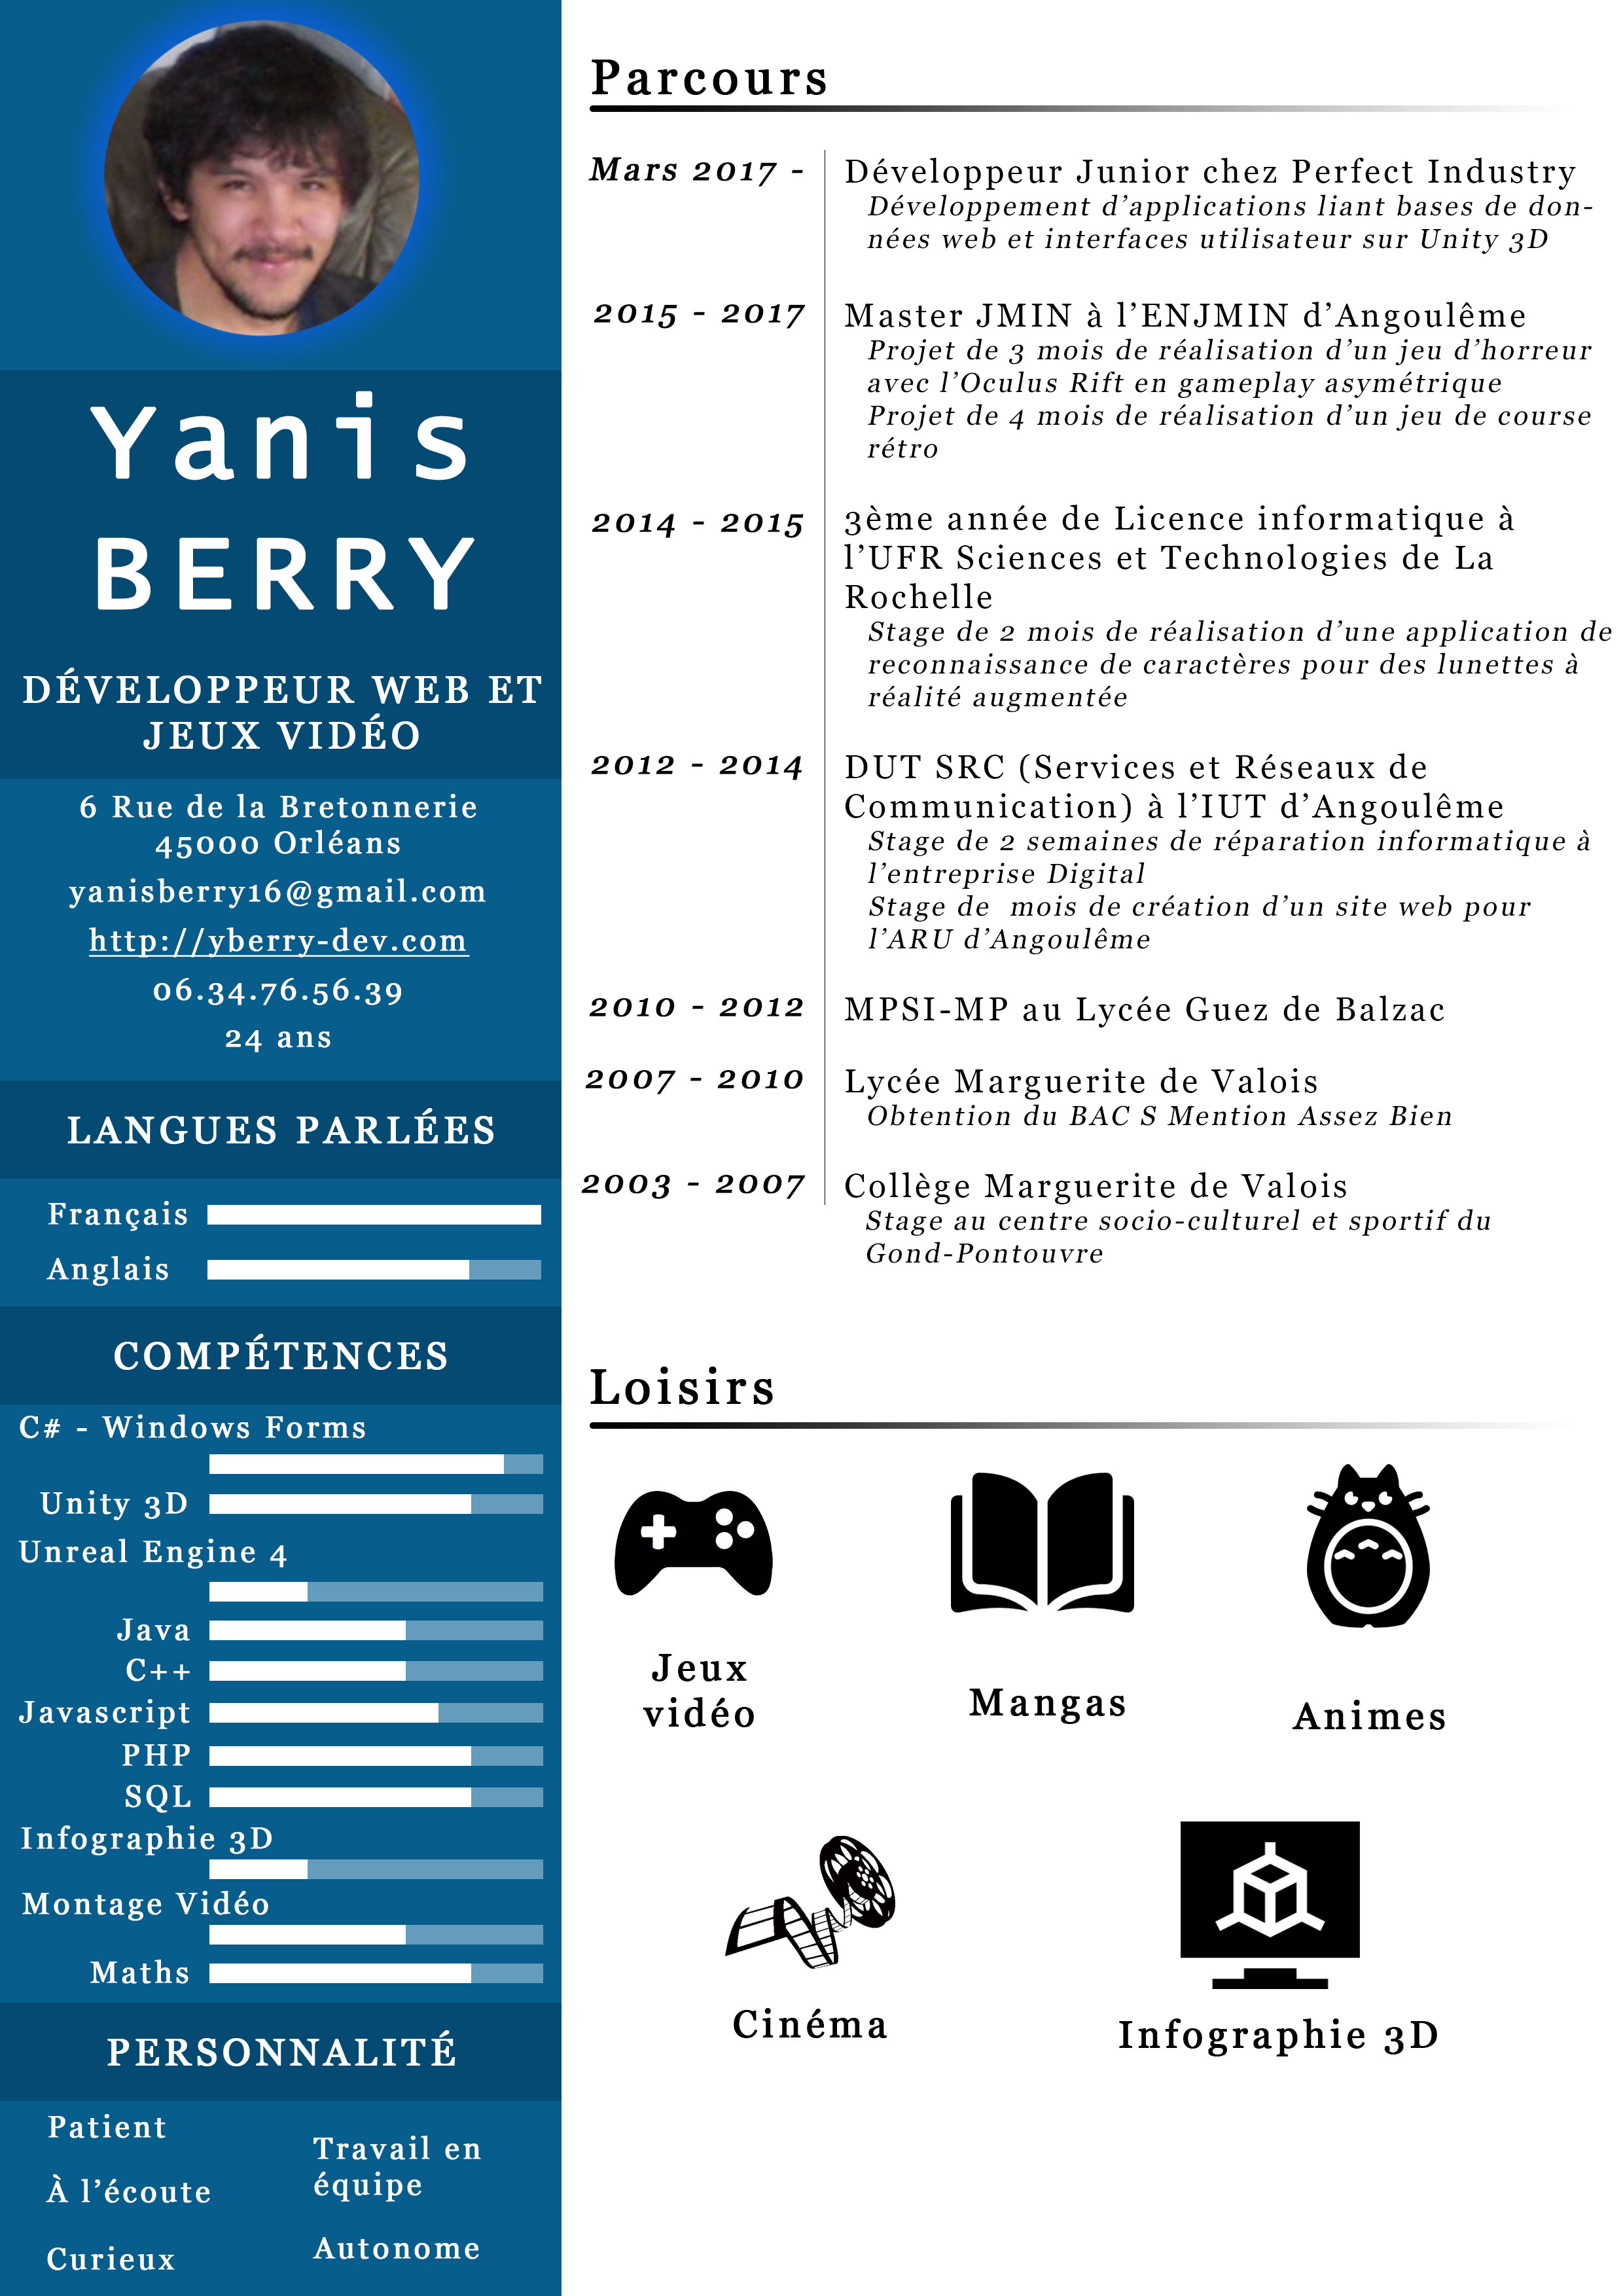 Yanis
BERRY
DÉVELOPPEUR WEB ET
JEUX VIDÉO
6 Rue de la Bretonnerie
45000 Orléans
yanisberry16@gmail.com
http://yberry-dev.com
06.34.76.56.39
24 ans
LANGUES PARLÉES
Français
Anglais
COMPÉTENCES
C# - Windows Forms
Unity 3D
Unreal Engine 4
Java
C++
Javascript
PHP
SQL
Infographie 3D
Montage Vidéo
Maths
PERSONNALITÉ
Patient
À l'écoute
Curieux
Travail en
équipe
Autonome
Parcours
Mars 2017 -
Développeur Junior chez Perfect Industry
Développement d'applications liant bases de don-
nées web et interfaces utilisateur sur Unity 3D
2015 - 2017
Master JMIN à l'ENJMIN d'Angoulême
Projet de 3 mois de réalisation d'un jeu d'horreur
avec l'Oculus Rift en gameplay asymétrique
Projet de 4 mois de réalisation d'un jeu de course
rétro
2014 - 2015
3ème année de Licence informatique à
l'UFR Sciences et Technologies de La
Rochelle
Stage de 2 mois de réalisation d'une application de
reconnaissance de caractères pour des lunettes à
réalité augmentée
2012 - 2014
DUT SRC (Services et Réseaux de
Communication) à l'IUT d'Angoulême
Stage de 2 semaines de réparation informatique à
l'entreprise Digital
Stage de  mois de création d'un site web pour
l'ARU d'Angoulême
2010 - 2012
MPSI-MP au Lycée Guez de Balzac
2007 - 2010
Lycée Marguerite de Valois
Obtention du BAC S Mention Assez Bien
2003 - 2007
Collège Marguerite de Valois
Stage au centre socio-culturel et sportif du
Gond-Pontouvre
Loisirs
Jeux
vidéo
Mangas
Animes
Cinéma
Infographie 3D